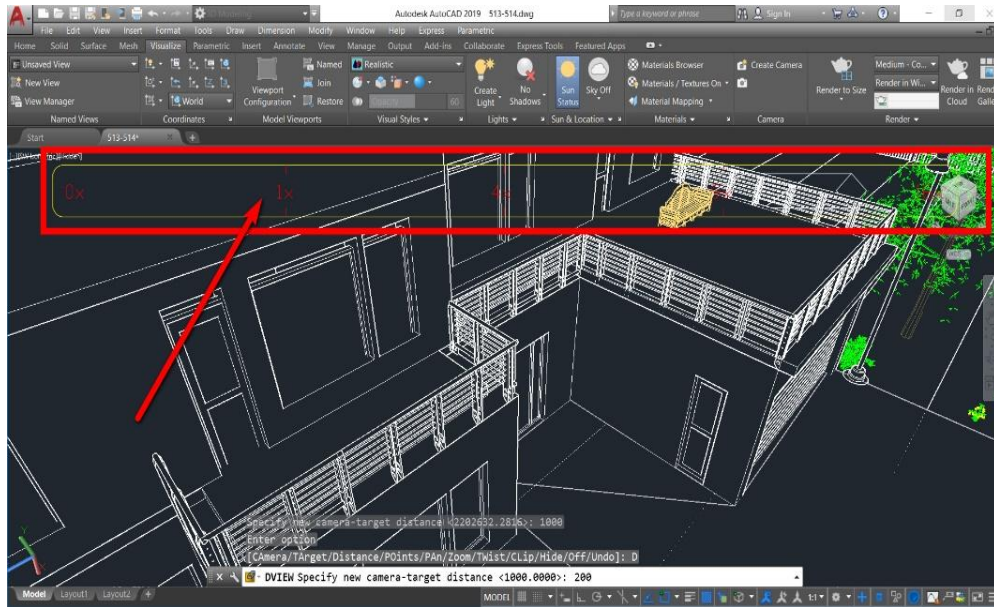 Autodesk AutoCAD 2019 513-514.dwg
Type a keyword or phrase
Sign In
File Edit View Insert Format Tools Draw Dimension Modify Window Help Express Parametric
Home Solid Surface Mesh Visualize Parametric Insert Annotate View Manage Output Add-ins Collaborate Express Tools Featured Apps
Unsaved View
New View
View Manager
World
Viewport Configuration
Named
Join
Restore
Realistic
Opacity 60
Create Light
No Shadows
Sun Status
Sky Off
Materials Browser
Materials / Textures On
Material Mapping
Create Camera
Render to Size
Medium - Co...
Render in Wi...
Render in Cloud
Named Views Coordinates Model Viewports Visual Styles Lights Sun & Location Materials Camera Render
Start 513-514*
0x 1x 4x
Specify new camera-target distance <2202632.2816>: 1000
Enter option
[CAmera/TArget/Distance/POints/PAn/Zoom/TWist/CLip/Hide/Off/Undo]: D
DVIEW Specify new camera-target distance <1000.0000>: 200
Model Layout1 Layout2 +
MODEL 1:1